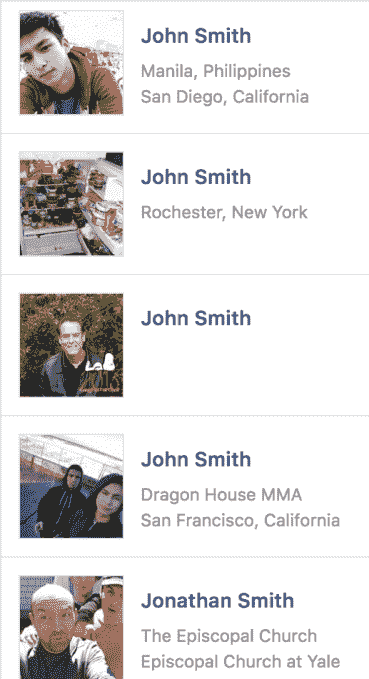 John Smith
Manila, Philippines
San Diego, California
John Smith
Rochester, New York
John Smith
John Smith
Dragon House MMA
San Francisco, California
Jonathan Smith
The Episcopal Church
Episcopal Church at Yale